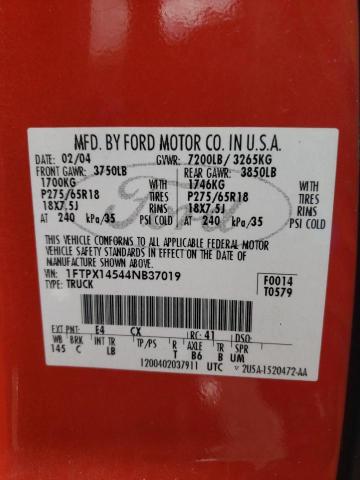 Ford
MFD. BY FORD MOTOR CO. IN U.S.A.
DATE: 02/04 GVWR: 7200LB/ 3265KG
FRONT GAWR: 3750LB REAR GAWR: 3850LB
1700KG WITH 1746KG WITH
P275/65R18 TIRES P275/65R18 TIRES
18X7.5J RIMS 18X7.5J RIMS
AT 240 kPa/35 PSI COLD AT 240 kPa/35 PSI COLD
THIS VEHICLE CONFORMS TO ALL APPLICABLE FEDERAL MOTOR
VEHICLE SAFETY STANDARDS IN EFFECT ON THE DATE OF
MANUFACTURE SHOWN ABOVE.
VIN: 1FTPX14544NB37019 F0014
TYPE: TRUCK T0579
EXT PNT: E4 CX RC: 41 DSO:
WB BRK INT TR TP/PS R AXLE TR SPR
145 C LB T B6 B UM
1200402037911 UTC V 2U5A-1520472-AA